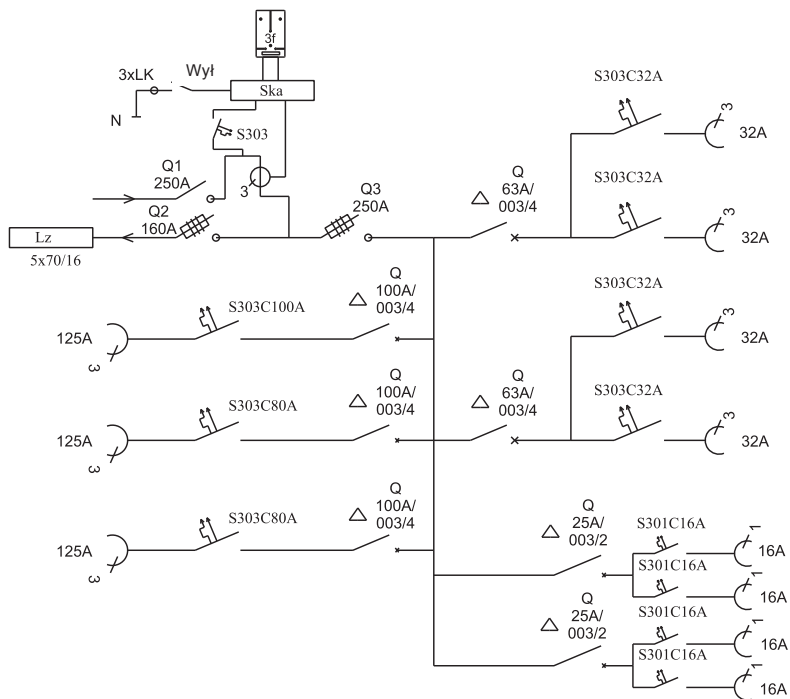 3f
3xLK
Wył
Ska
N
S303
3
Q1
250A
Q2
160A
Q3
250A
Lz
5x70/16
Q
63A/
003/4
S303C32A
3
32A
S303C32A
3
32A
125A
3
S303C100A
Q
100A/
003/4
S303C32A
3
32A
125A
3
S303C80A
Q
100A/
003/4
Q
63A/
003/4
S303C32A
3
32A
125A
3
S303C80A
Q
100A/
003/4
Q
25A/
003/2
S301C16A
1
16A
S301C16A
1
16A
Q
25A/
003/2
S301C16A
1
16A
S301C16A
1
16A